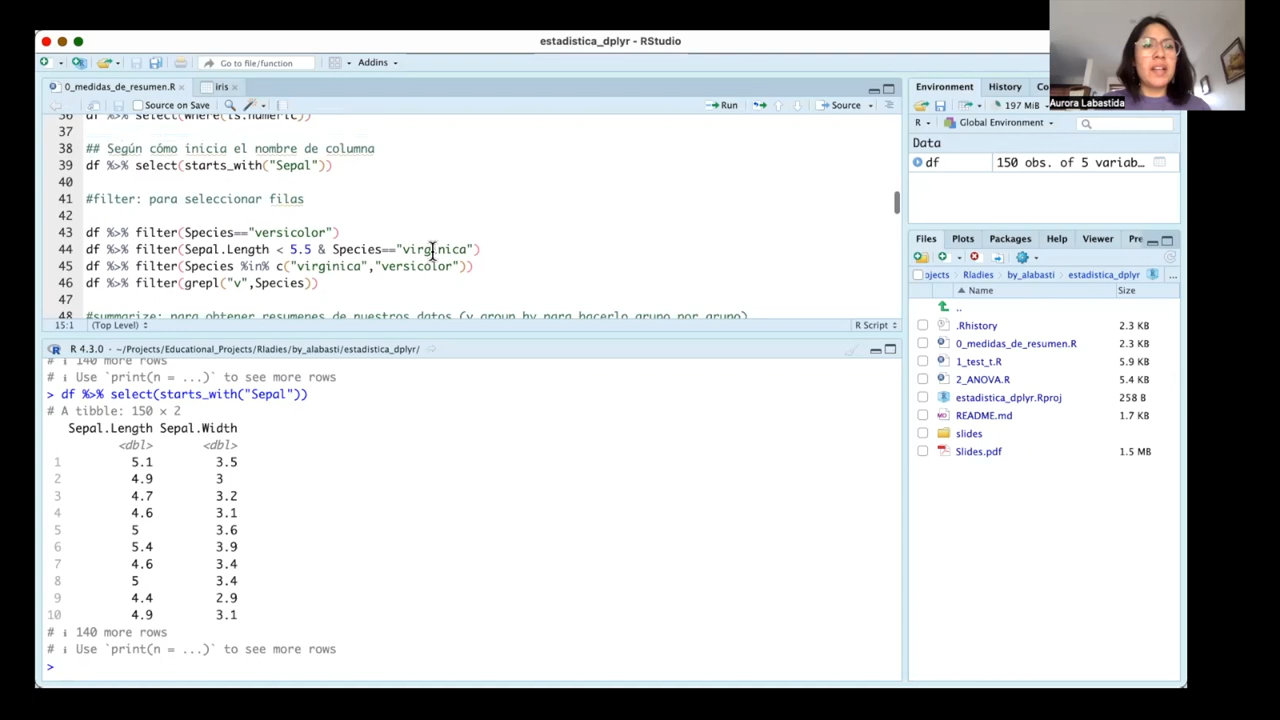 estadistica_dplyr - RStudio
Go to file/function
Addins
0_medidas_de_resumen.R
iris
Source on Save
Run
Source
36 df %>% select(where(is.numeric))
37
38 ## Según cómo inicia el nombre de columna
39 df %>% select(starts_with("Sepal"))
40
41 #filter: para seleccionar filas
42
43 df %>% filter(Species=="versicolor")
44 df %>% filter(Sepal.Length < 5.5 & Species=="virginica")
45 df %>% filter(Species %in% c("virginica","versicolor"))
46 df %>% filter(grepl("v",Species))
47
#summarize: para obtener resumenes de nuestros datos (y group_by para hacerlo grupo por grupo)
15:1 (Top Level) R Script
R 4.3.0 · ~/Projects/Educational_Projects/Rladies/by_alabasti/estadistica_dplyr/
# ℹ 140 more rows
# ℹ Use `print(n = ...)` to see more rows
> df %>% select(starts_with("Sepal"))
# A tibble: 150 × 2
Sepal.Length Sepal.Width
<dbl> <dbl>
1 5.1 3.5
2 4.9 3
3 4.7 3.2
4 4.6 3.1
5 5 3.6
6 5.4 3.9
7 4.6 3.4
8 5 3.4
9 4.4 2.9
10 4.9 3.1
# ℹ 140 more rows
# ℹ Use `print(n = ...)` to see more rows
>
Aurora Labastida
Environment History Co
197 MiB
R Global Environment
Data
df 150 obs. of 5 variab…
Files Plots Packages Help Viewer Pre
ojects Rladies by_alabasti estadistica_dplyr ...
Name Size
..
.Rhistory 2.3 KB
0_medidas_de_resumen.R 2.3 KB
1_test_t.R 5.9 KB
2_ANOVA.R 5.4 KB
estadistica_dplyr.Rproj 258 B
README.md 1.7 KB
slides
Slides.pdf 1.5 MB